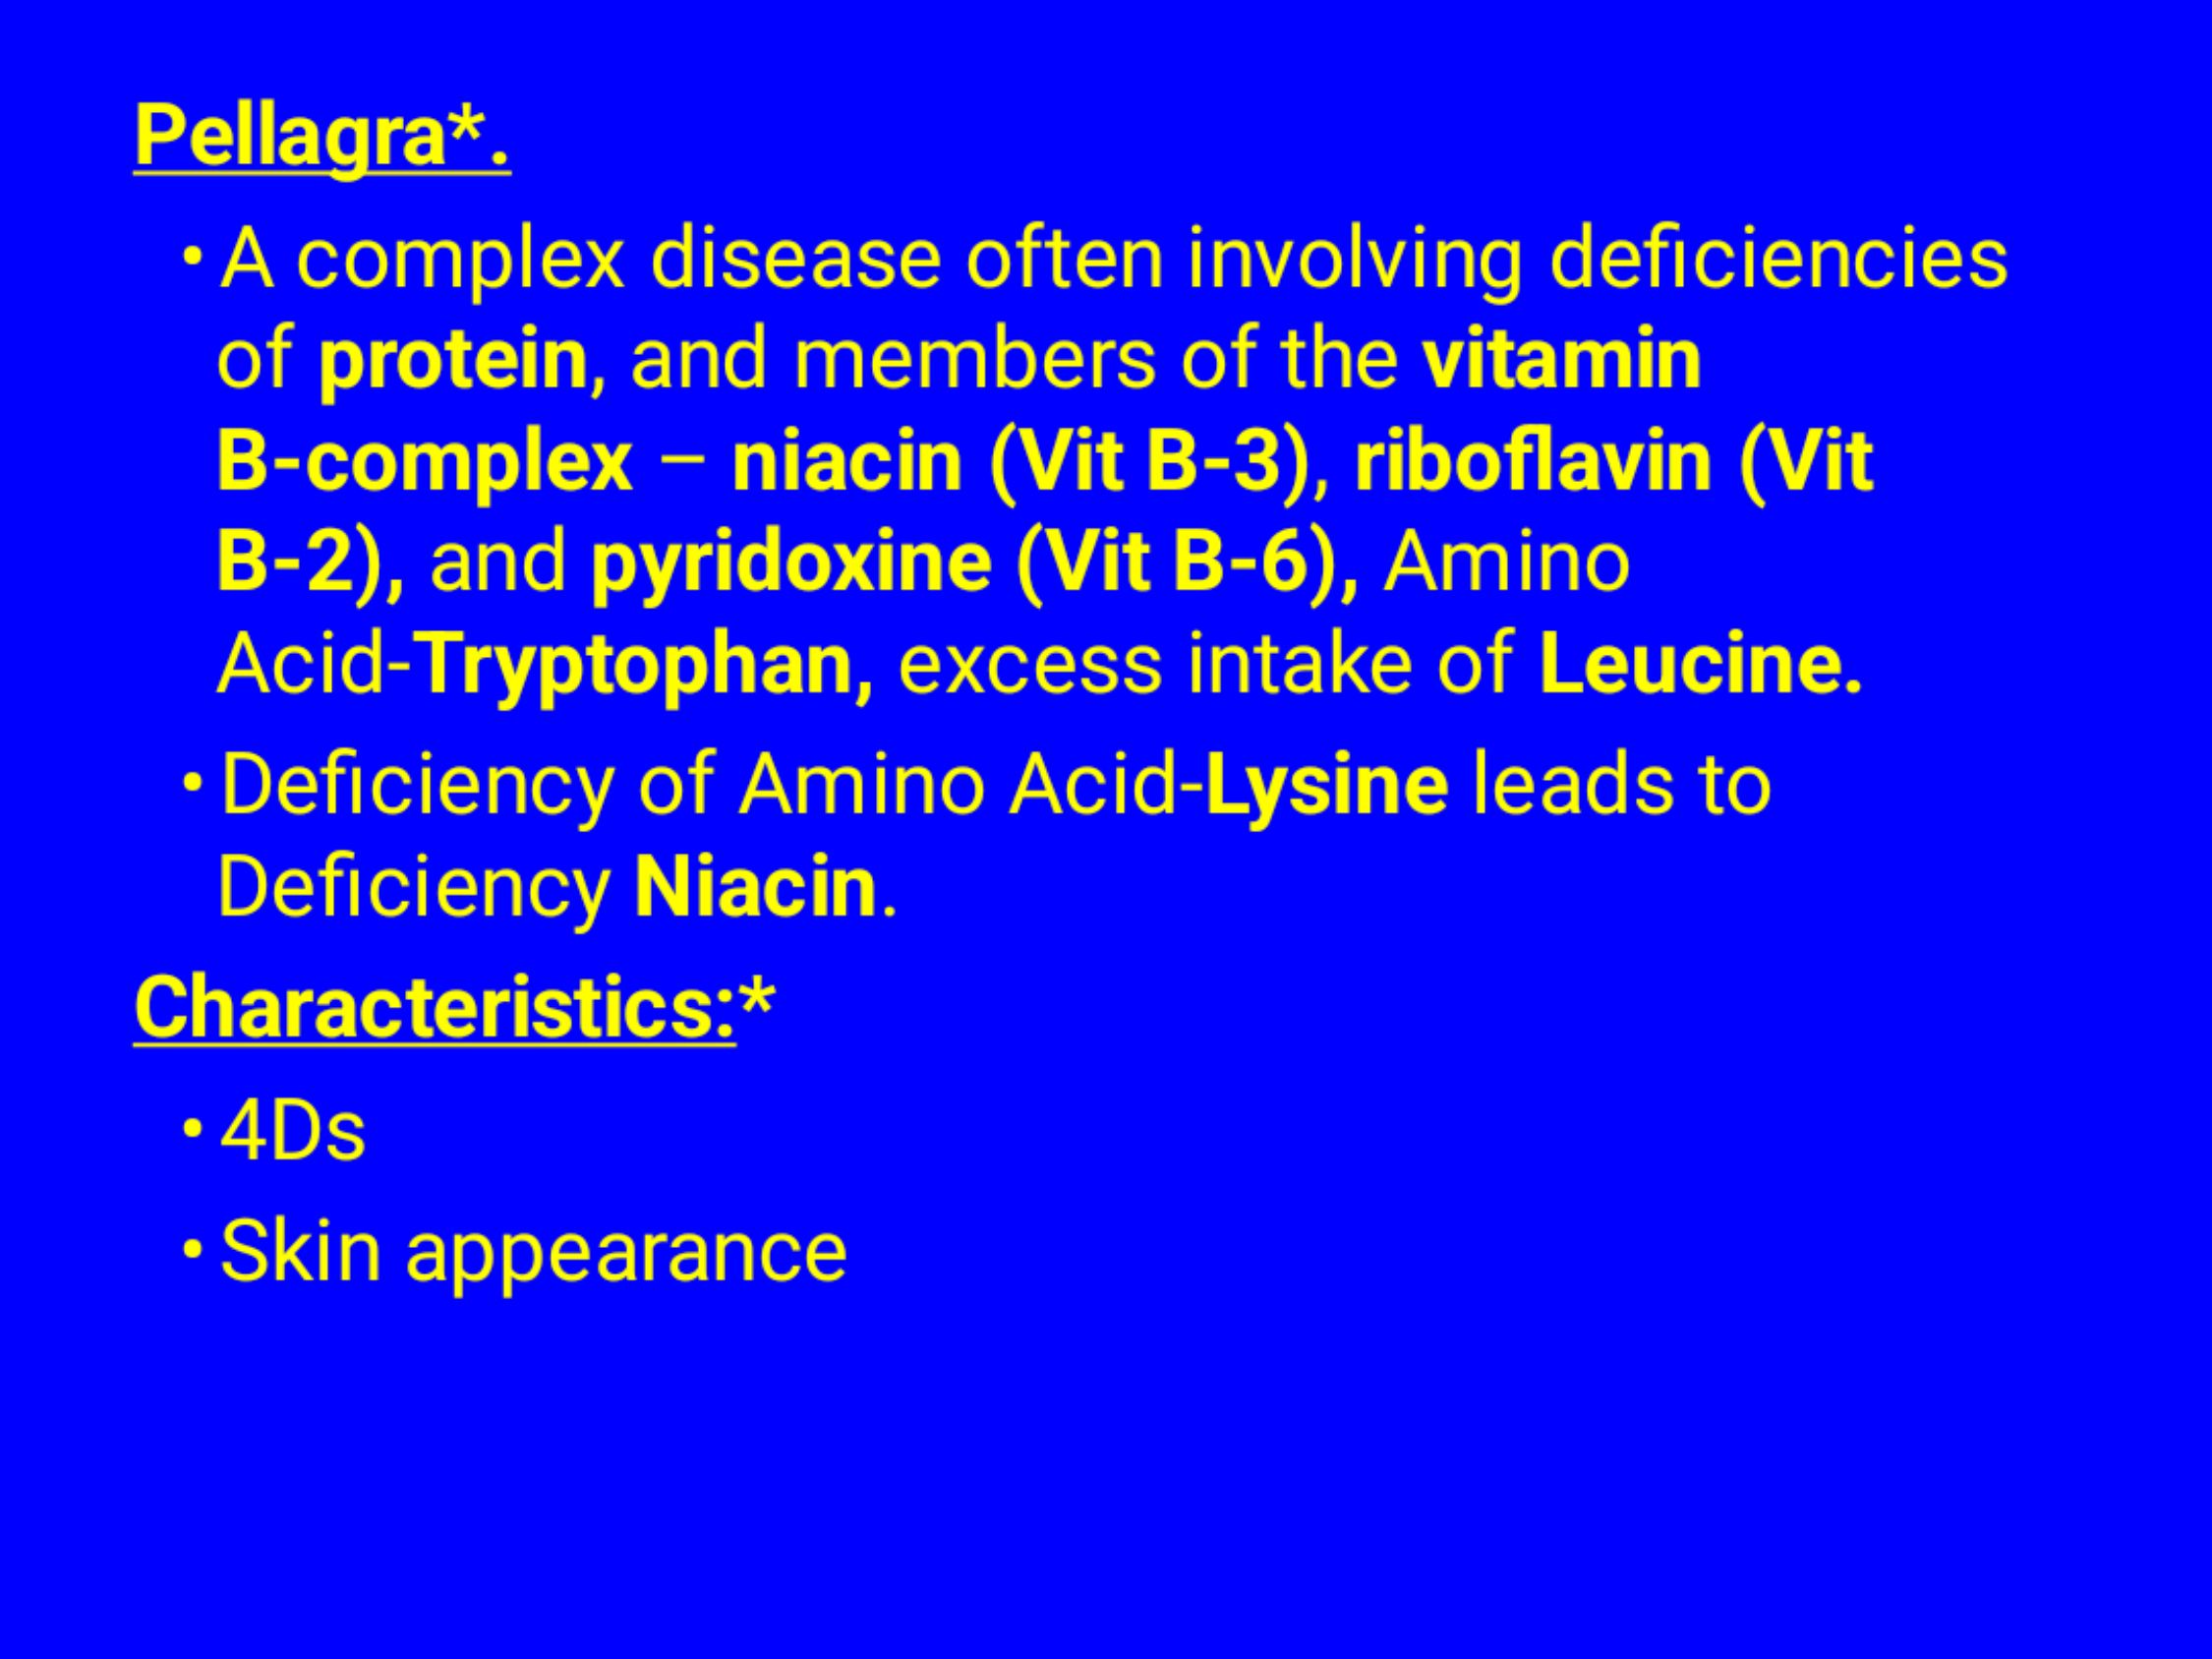 Pellagra*.
• A complex disease often involving deficiencies
of protein, and members of the vitamin
B-complex – niacin (Vit B-3), riboflavin (Vit
B-2), and pyridoxine (Vit B-6), Amino
Acid-Tryptophan, excess intake of Leucine.
• Deficiency of Amino Acid-Lysine leads to
Deficiency Niacin.
Characteristics:*
• 4Ds
• Skin appearance